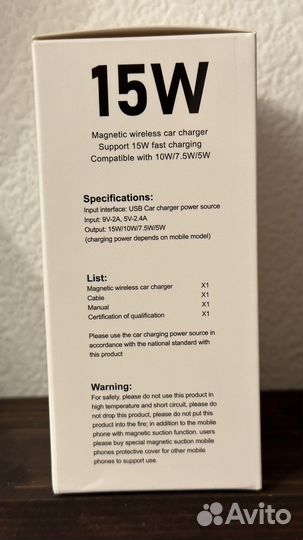 15W
Magnetic wireless car charger
Support 15W fast charging
Compatible with 10W/7.5W/5W
Specifications:
Input interface: USB Car charger power source
Input: 9V-2A, 5V-2.4A
Output: 15W/10W/7.5W/5W
(charging power depends on mobile model)
List:
Magnetic wireless car charger X1
Cable X1
Manual X1
Certification of qualification X1
Please use the car charging power source in
accordance with the national standard with
this product
Warning:
For safety, please do not use this product in
high temperature and short circuit, please do
not drop this product, please do not put this
product into the fire; in addition to the mobile
phone with magnetic suction function, users
please buy special magnetic suction mobile
phones protective cover for other mobile
phones to support use.
Avito